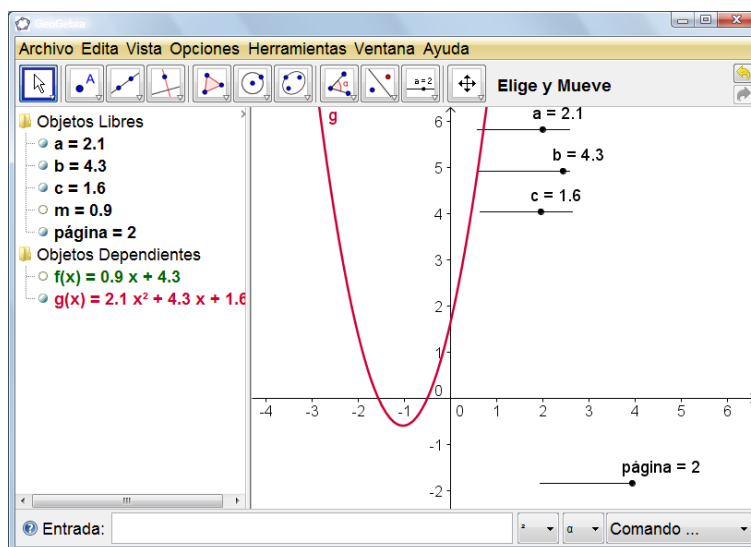 GeoGebra
Archivo Edita Vista Opciones Herramientas Ventana Ayuda
A
α
a=2
Elige y Mueve
Objetos Libres
a = 2.1
b = 4.3
c = 1.6
m = 0.9
página = 2
Objetos Dependientes
f(x) = 0.9 x + 4.3
g(x) = 2.1 x² + 4.3 x + 1.6
g
a = 2.1
b = 4.3
c = 1.6
6
5
4
3
2
1
0
-4 -3 -2 -1 0 1 2 3 4 5 6
-1
-2
página = 2
Entrada:
²
α
Comando ...